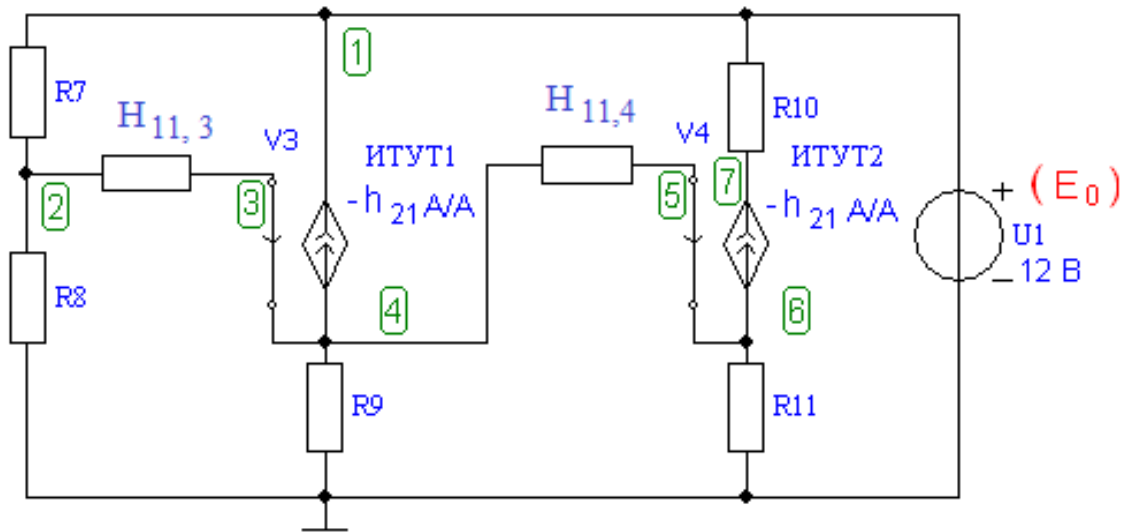 1
R7
H 11, 3
V3
ИТУТ1
-h 21 A/A
H 11,4
V4
R10
ИТУТ2
-h 21 A/A
+ (E 0)
U1
− 12 В
2
3
5
7
R8
4
6
R9
R11